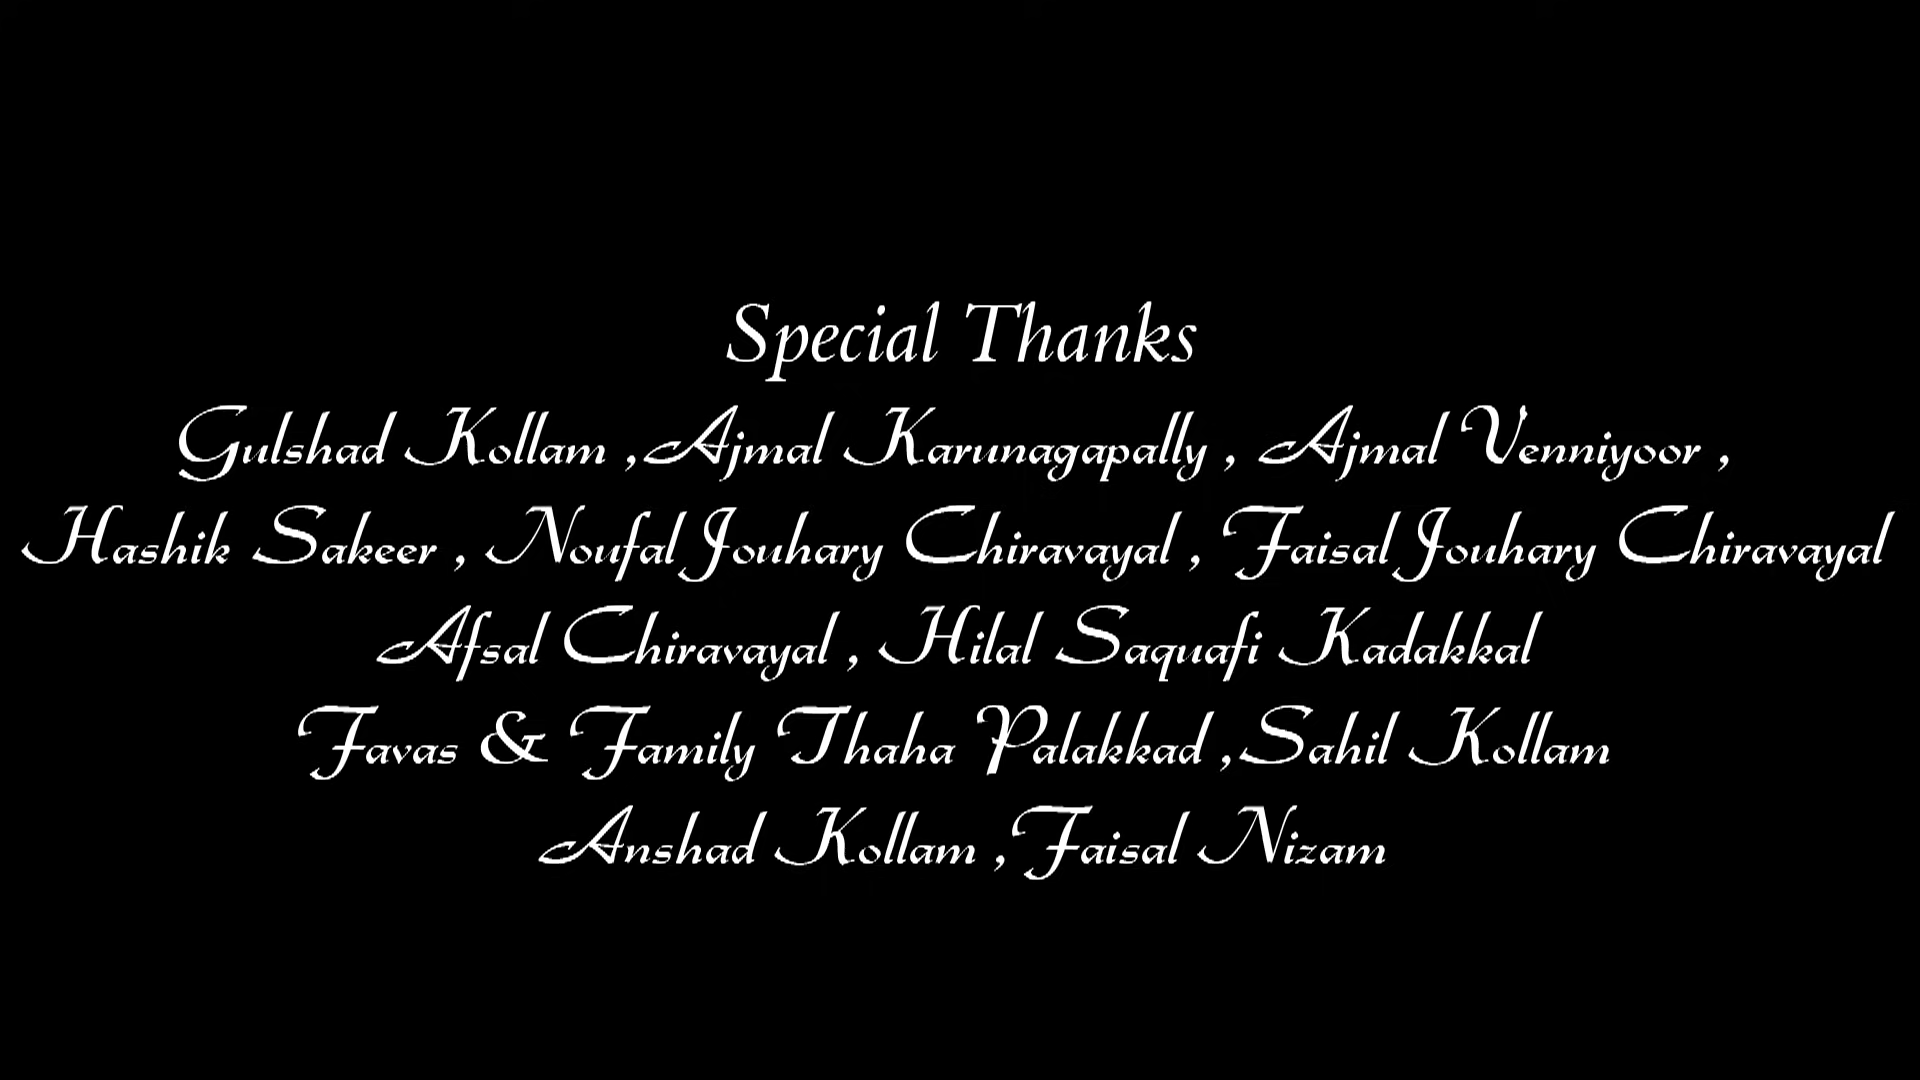 Special Thanks
Gulshad Kollam ,Ajmal Karunagapally , Ajmal Venniyoor ,
Hashik Sakeer , Noufal Jouhary Chiravayal , Faisal Jouhary Chiravayal
Afsal Chiravayal , Hilal Saquafi Kadakkal
Favas & Family Thaha Palakkad ,Sahil Kollam
Anshad Kollam ,Faisal Nizam